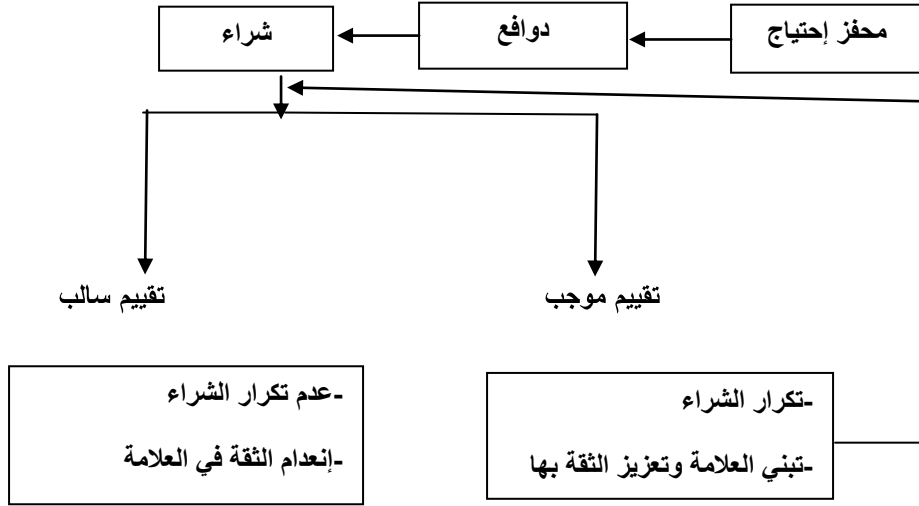 محفز إحتياج
دوافع
شراء
تقييم موجب
تقييم سالب
-تكرار الشراء
-تبني العلامة وتعزيز الثقة بها
-عدم تكرار الشراء
-إنعدام الثقة في العلامة